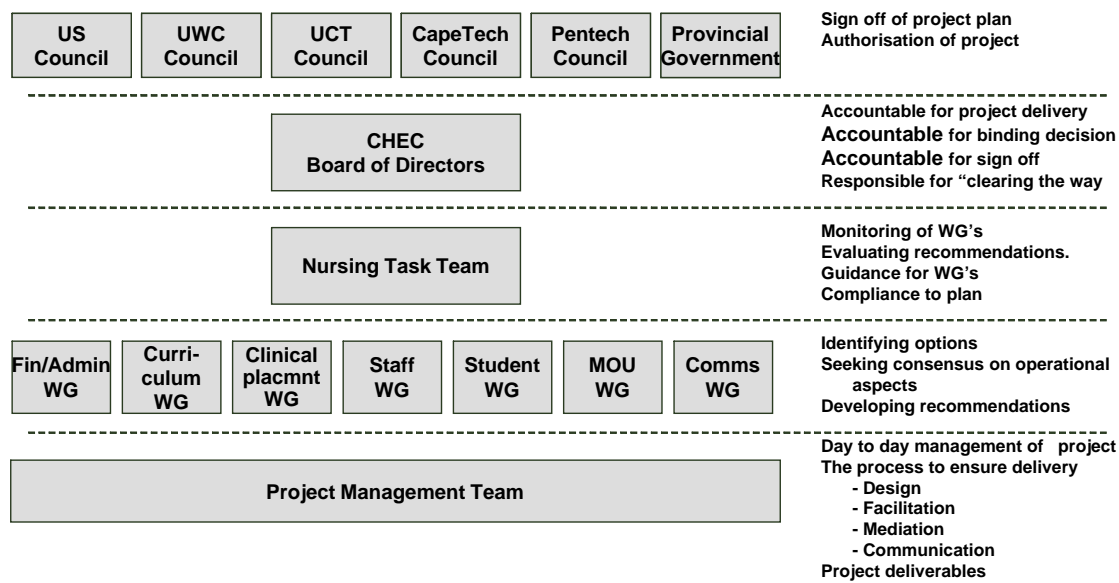 US
Council
UWC
Council
UCT
Council
CapeTech
Council
Pentech
Council
Provincial
Government
Sign off of project plan
Authorisation of project
CHEC
Board of Directors
Accountable for project delivery
Accountable for binding decision
Accountable for sign off
Responsible for “clearing the way
Nursing Task Team
Monitoring of WG’s
Evaluating recommendations.
Guidance for WG’s
Compliance to plan
Fin/Admin
WG
Curri-
culum
WG
Clinical
placmnt
WG
Staff
WG
Student
WG
MOU
WG
Comms
WG
Identifying options
Seeking consensus on operational
aspects
Developing recommendations
Project Management Team
Day to day management of project
The process to ensure delivery
- Design
- Facilitation
- Mediation
- Communication
Project deliverables